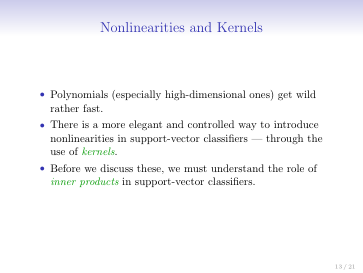 Nonlinearities and Kernels
• Polynomials (especially high-dimensional ones) get wild
rather fast.
• There is a more elegant and controlled way to introduce
nonlinearities in support-vector classifiers — through the
use of kernels.
• Before we discuss these, we must understand the role of
inner products in support-vector classifiers.
13 / 21